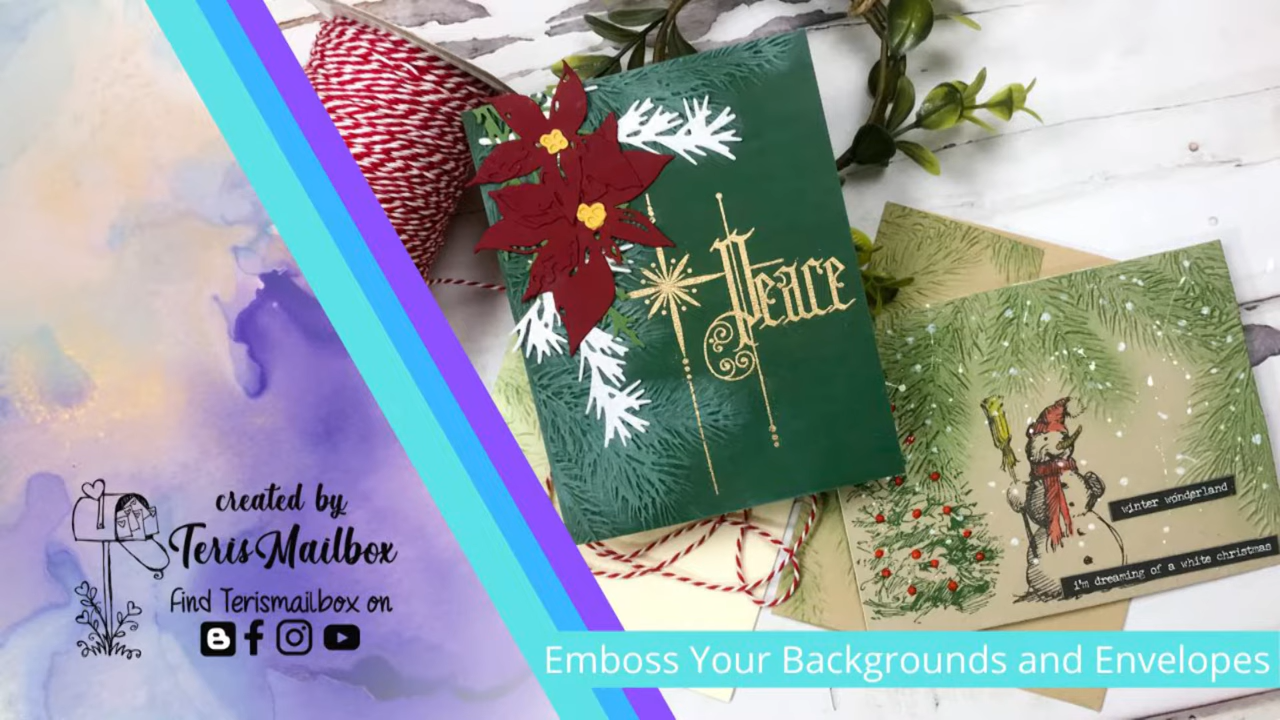 Peace
winter wonderland
i'm dreaming of a white christmas
created by
TerisMailbox
find Terismailbox on
Emboss Your Backgrounds and Envelopes